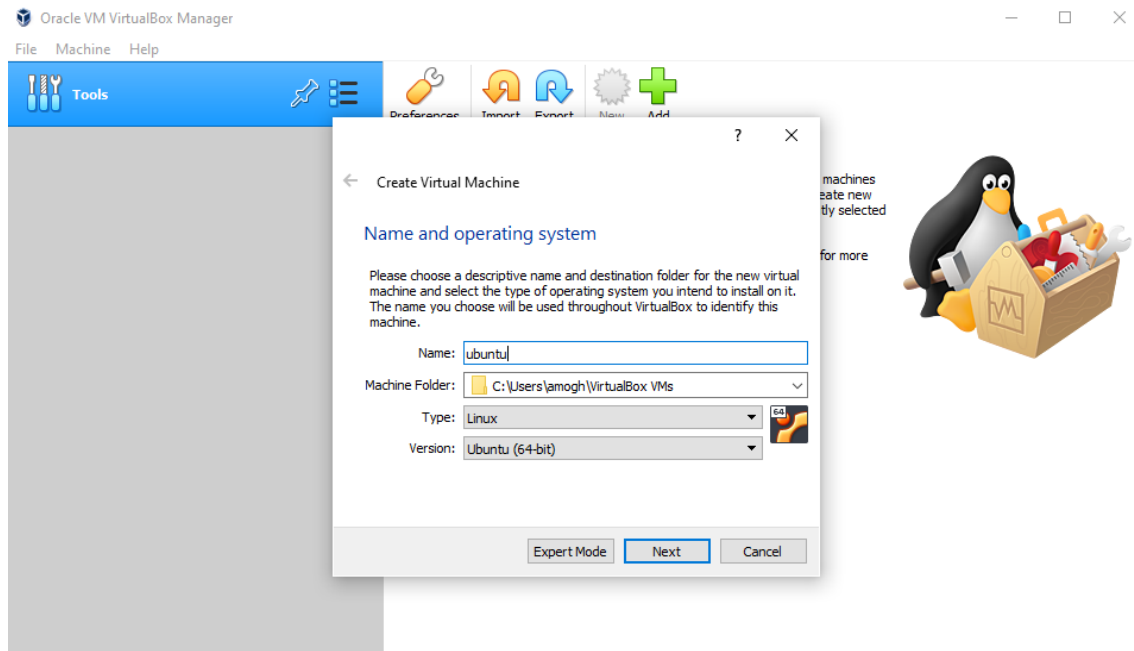 Oracle VM VirtualBox Manager
File Machine Help
Tools
Preferences Import Export New Add
machines
eate new
tly selected
for more
?
Create Virtual Machine
Name and operating system
Please choose a descriptive name and destination folder for the new virtual
machine and select the type of operating system you intend to install on it.
The name you choose will be used throughout VirtualBox to identify this
machine.
Name: ubuntu
Machine Folder: C:\Users\amogh\VirtualBox VMs
Type: Linux
64
Version: Ubuntu (64-bit)
Expert Mode Next Cancel